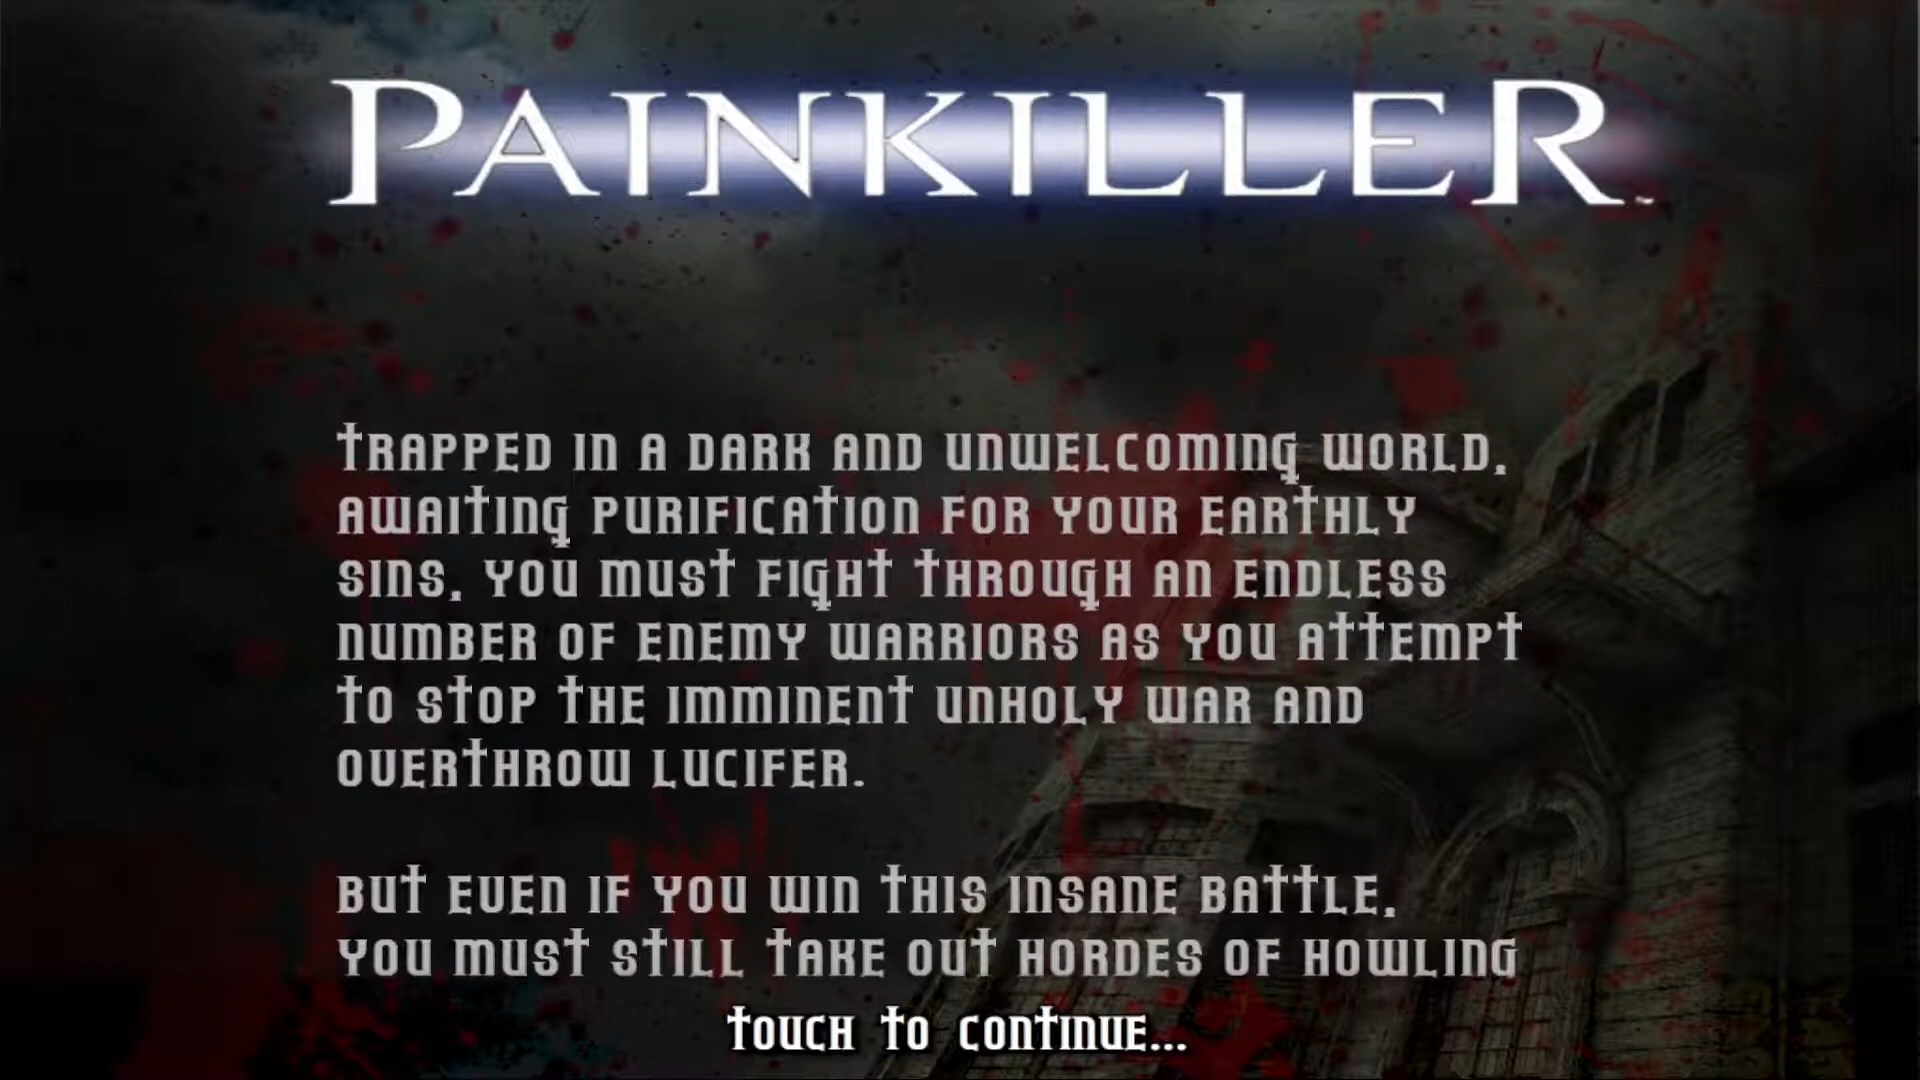 PAINKILLER™
TRAPPED IN A DARK AND UNWELCOMING WORLD,
AWAITING PURIFICATION FOR YOUR EARTHLY
SINS, YOU MUST FIGHT THROUGH AN ENDLESS
NUMBER OF ENEMY WARRIORS AS YOU ATTEMPT
TO STOP THE IMMINENT UNHOLY WAR AND
OVERTHROW LUCIFER.
BUT EVEN IF YOU WIN THIS INSANE BATTLE,
YOU MUST STILL TAKE OUT HORDES OF HOWLING
TOUCH TO CONTINUE...